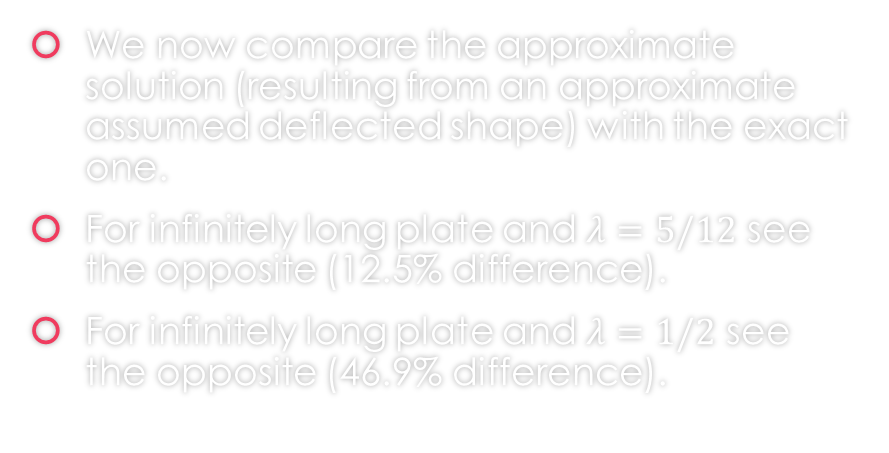 We now compare the approximate
solution (resulting from an approximate
assumed deflected shape) with the exact
one.
For infinitely long plate and λ = 5/12 see
the opposite (12.5% difference).
For infinitely long plate and λ = 1/2 see
the opposite (46.9% difference).